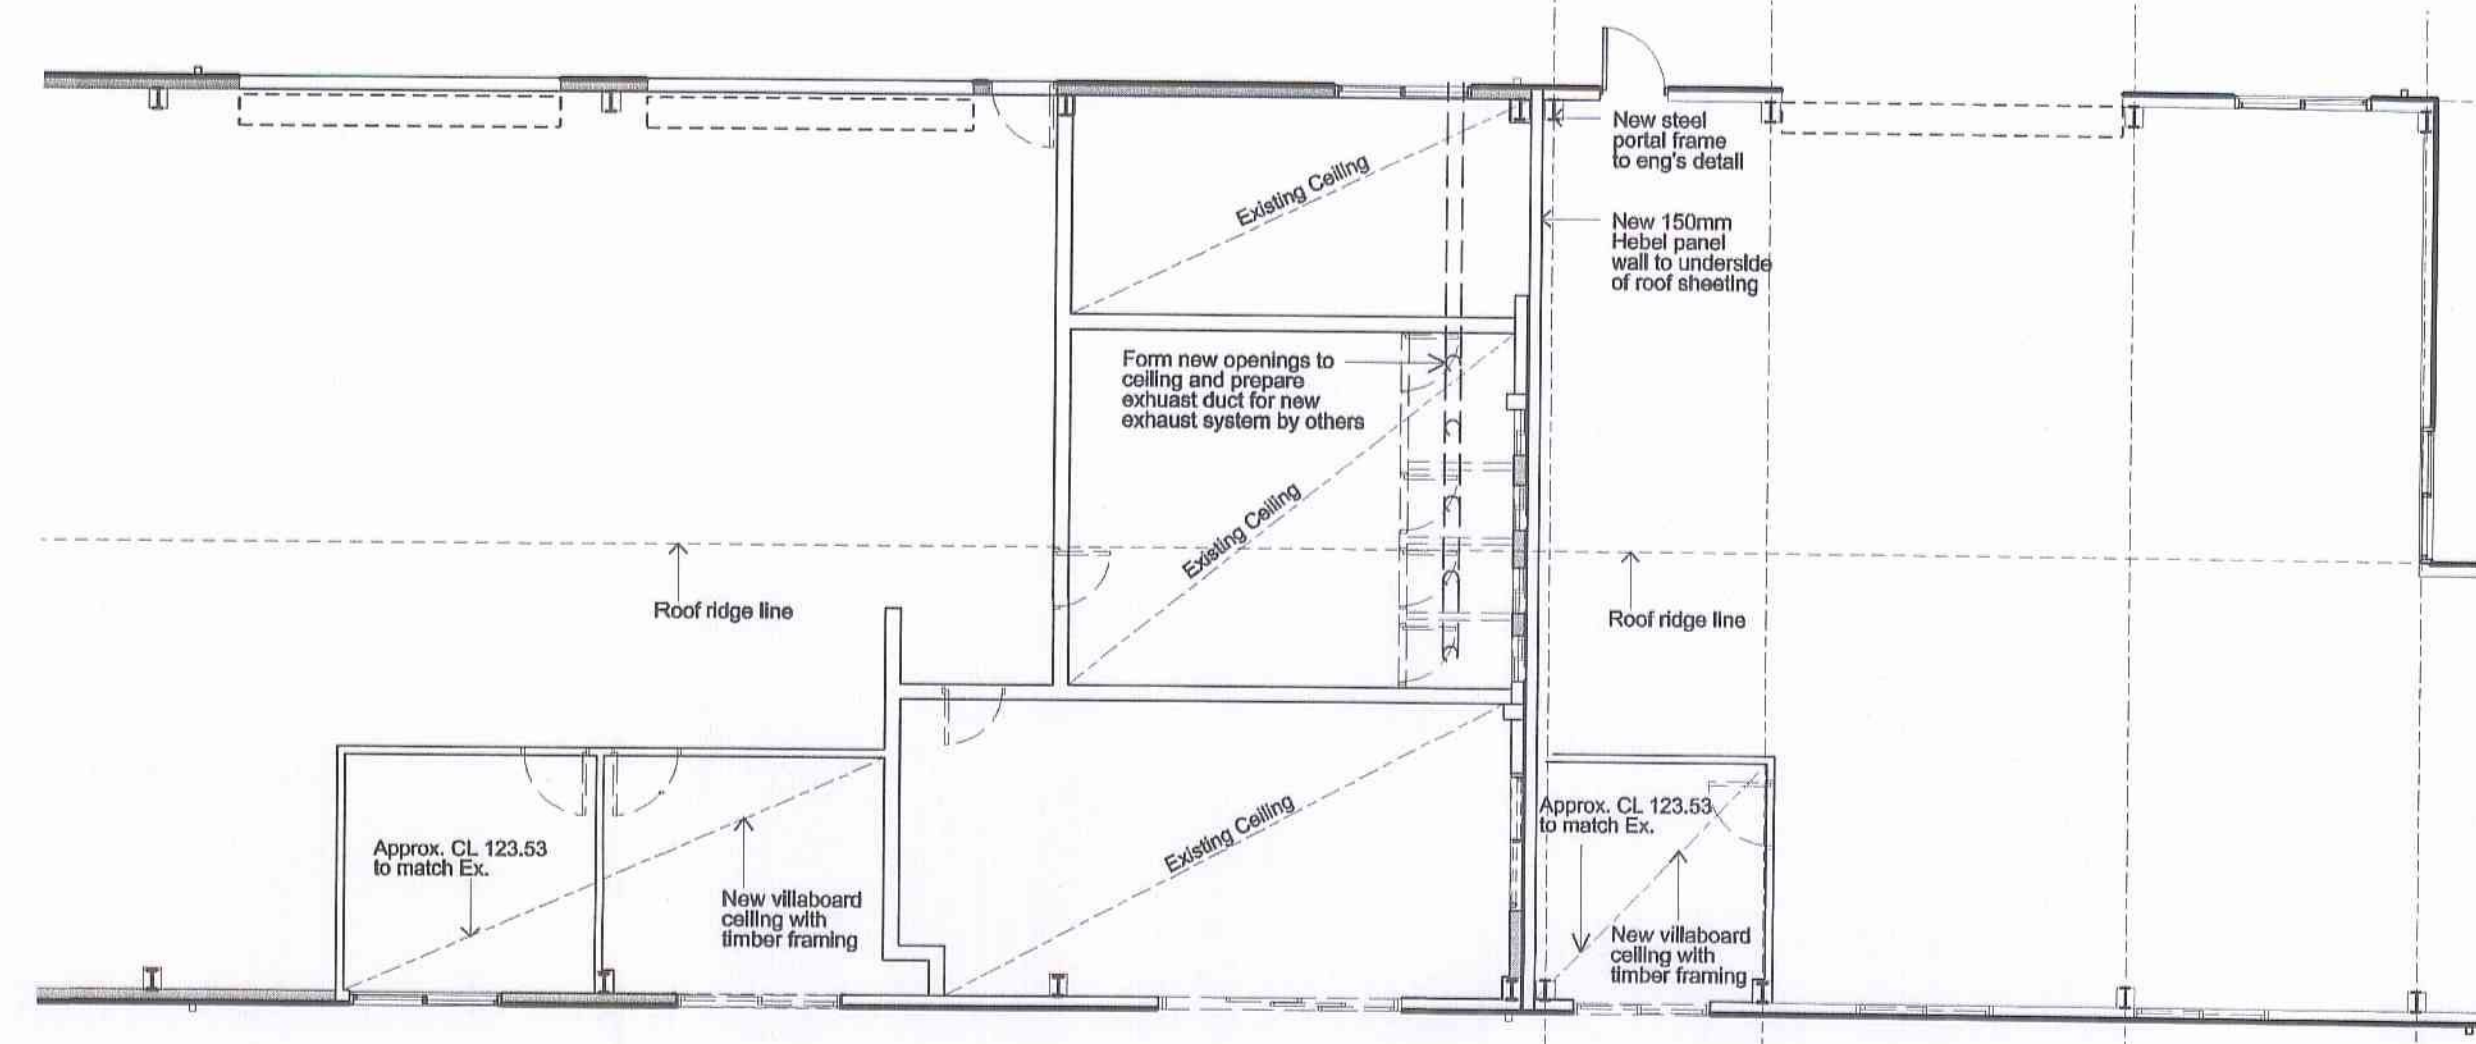 New steel
portal frame
to eng's detail
Existing Ceiling
New 150mm
Hebel panel
wall to underside
of roof sheeting
Form new openings to
ceiling and prepare
exhuast duct for new
exhaust system by others
Existing Ceiling
Roof ridge line
Roof ridge line
Approx. CL 123.53
to match Ex.
New villaboard
ceiling with
timber framing
Existing Ceiling
Approx. CL 123.53
to match Ex.
New villaboard
ceiling with
timber framing